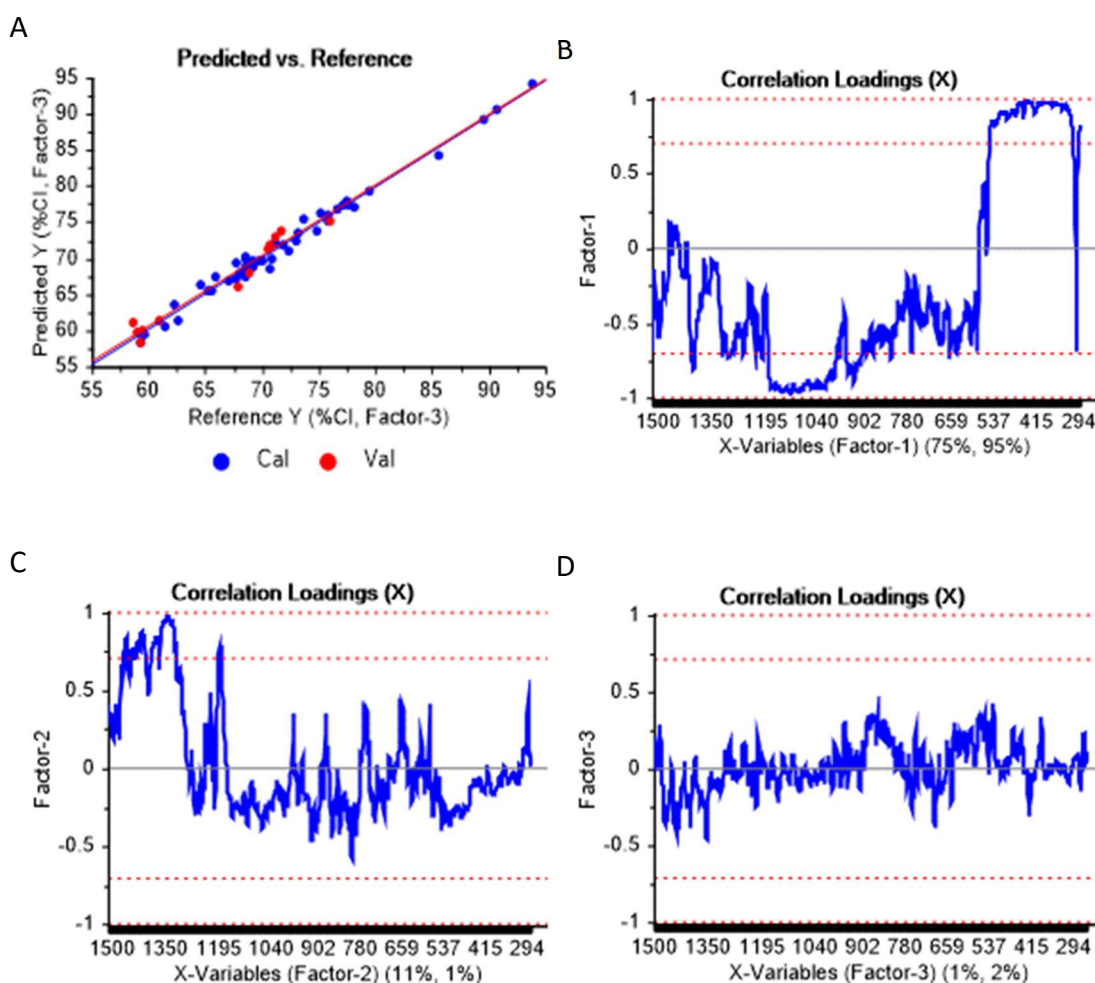 A
Predicted vs. Reference
Predicted Y (%CI, Factor-3)
95
90
85
80
75
70
65
60
55
55 60 65 70 75 80 85 90 95
Reference Y (%CI, Factor-3)
Cal Val
B
Correlation Loadings (X)
Factor-1
1
0.5
0
-0.5
-1
1500 1350 1195 1040 902 780 659 537 415 294
X-Variables (Factor-1) (75%, 95%)
C
Correlation Loadings (X)
Factor-2
1
0.5
0
-0.5
-1
1500 1350 1195 1040 902 780 659 537 415 294
X-Variables (Factor-2) (11%, 1%)
D
Correlation Loadings (X)
Factor-3
1
0.5
0
-0.5
-1
1500 1350 1195 1040 902 780 659 537 415 294
X-Variables (Factor-3) (1%, 2%)